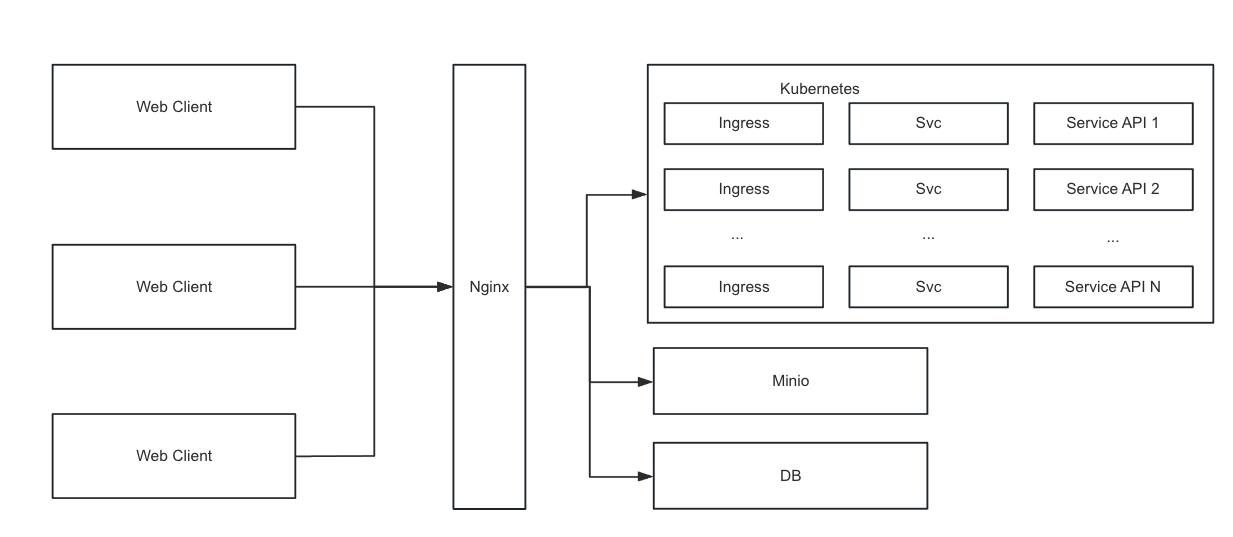 Web Client
Web Client
Web Client
Nginx
Kubernetes
Ingress Svc Service API 1
Ingress Svc Service API 2
... ... ...
Ingress Svc Service API N
Minio
DB